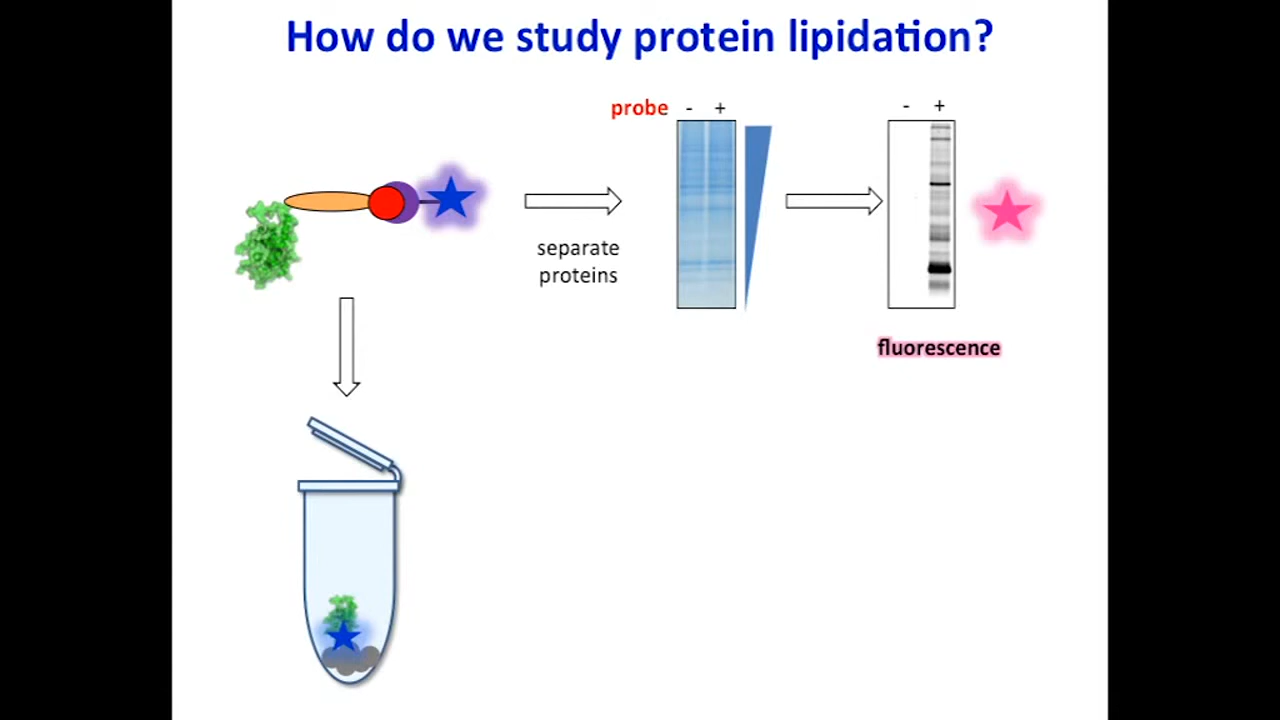 How do we study protein lipidation?
probe - +
- +
separate
proteins
fluorescence